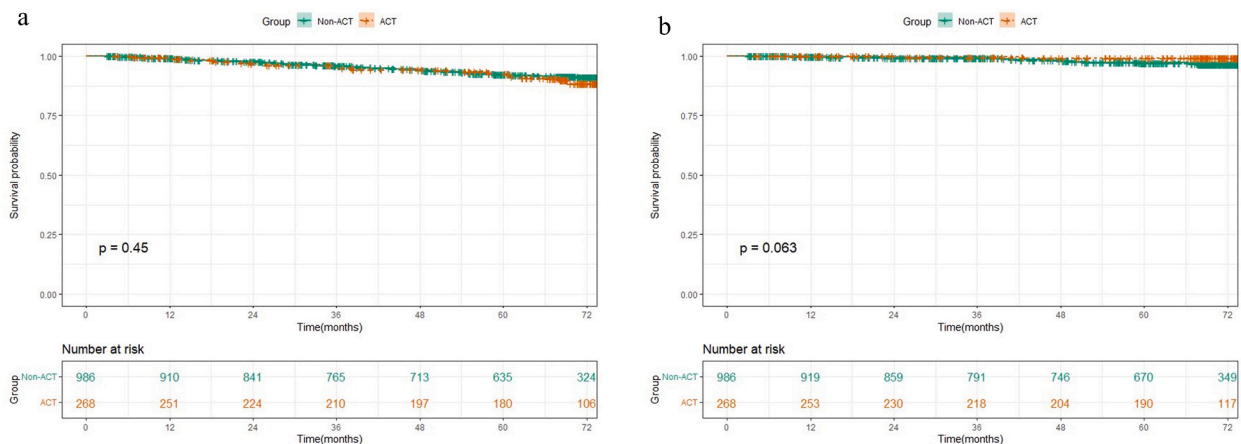 a
Group Non-ACT ACT
1.00
0.75
0.50
0.25
0.00
Survival probability
p = 0.45
0 12 24 36 48 60 72
Time(months)
Number at risk
Group
Non-ACT 986 910 841 765 713 635 324
ACT 268 251 224 210 197 180 106
0 12 24 36 48 60 72
Time(months)
b
Group Non-ACT ACT
1.00
0.75
0.50
0.25
0.00
Survival probability
p = 0.063
0 12 24 36 48 60 72
Time(months)
Number at risk
Group
Non-ACT 986 919 859 791 746 670 349
ACT 268 253 230 218 204 190 117
0 12 24 36 48 60 72
Time(months)